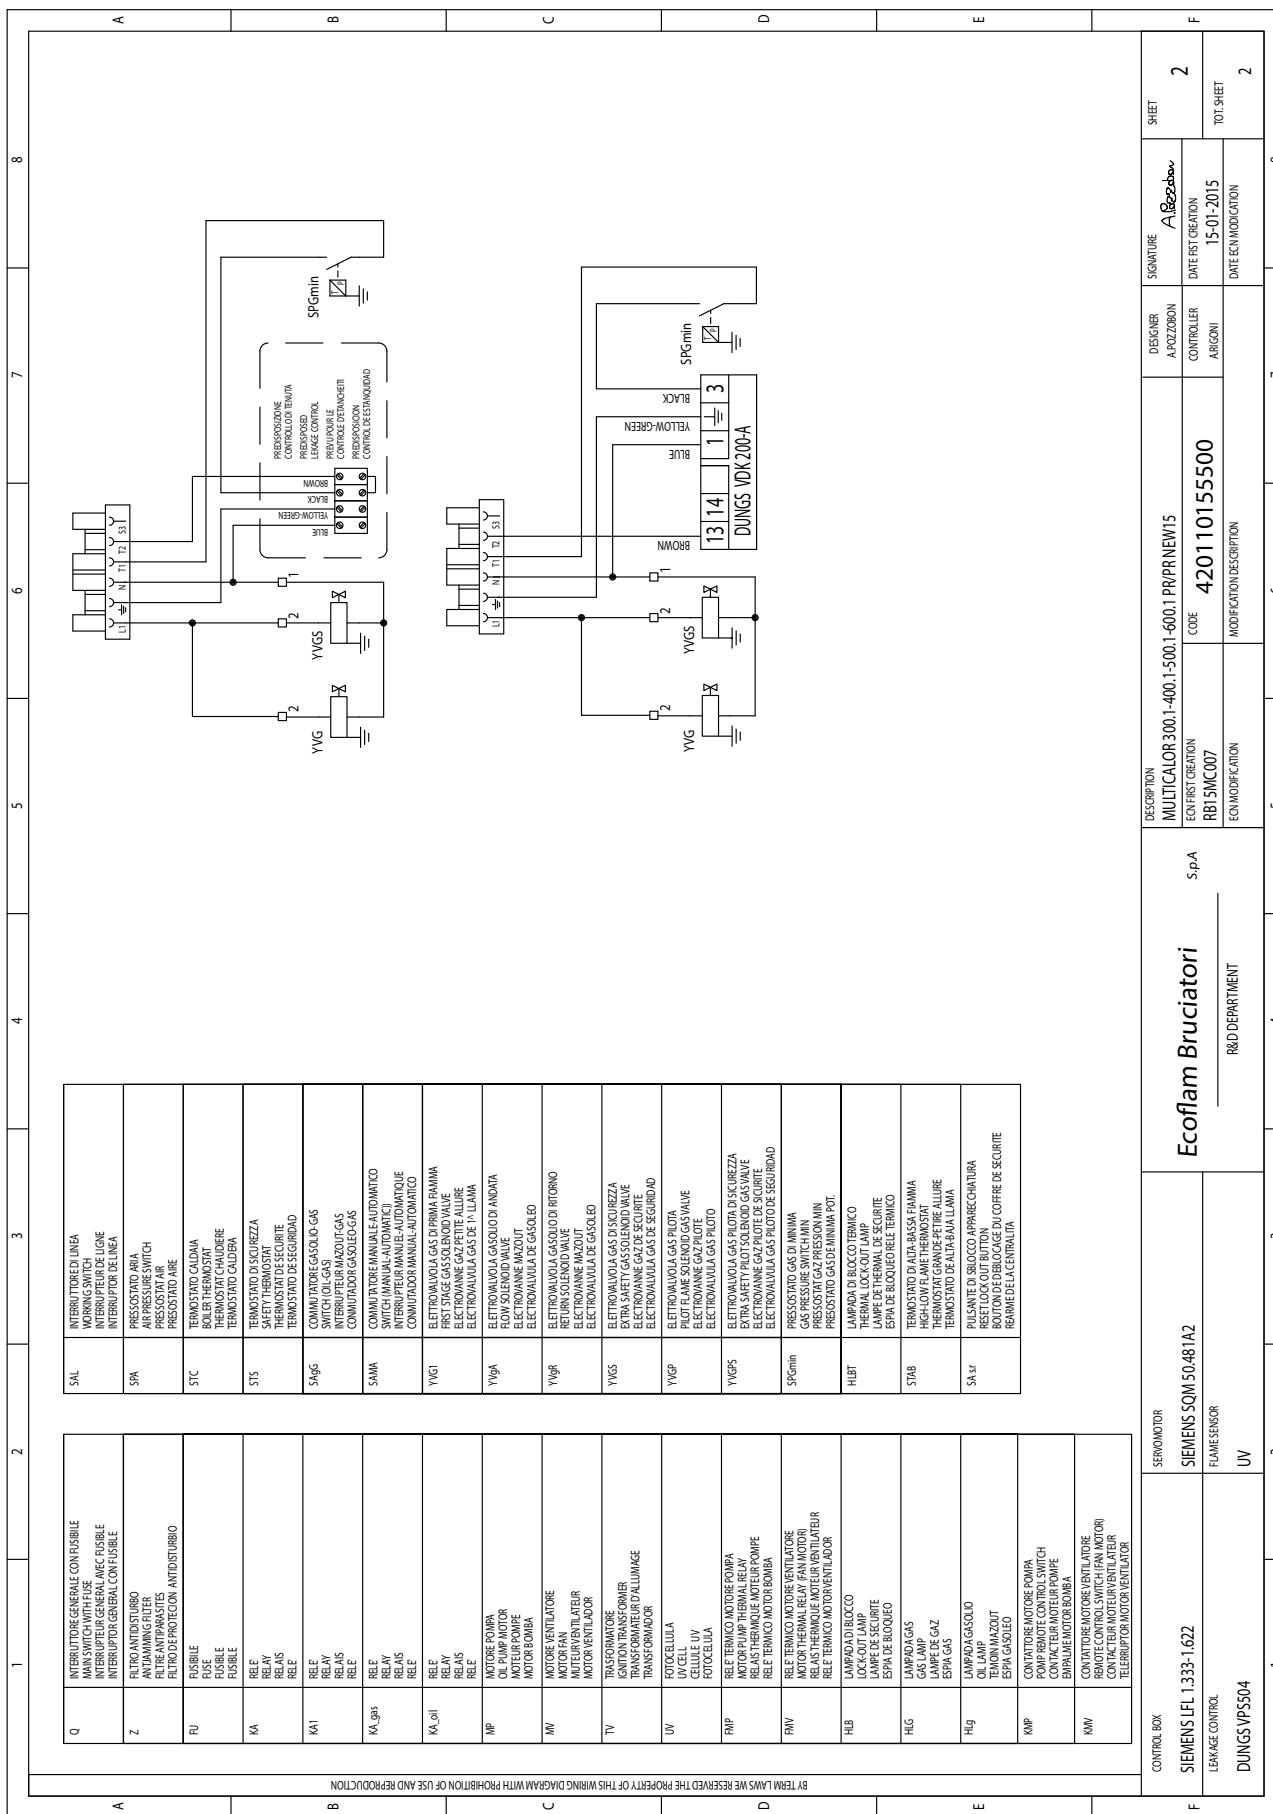 1
2
3
4
5
6
7
8
A
B
C
D
E
F
BY TERM LAWS WE RESERVED THE PROPERTY OF THIS WIRING DIAGRAM WITH PROHIBITION OF USE AND REPRODUCTION
Q
INTERRUTTORE GENERALE CON FUSIBILE
MAIN SWITCH WITH FUSE
INTERRUPTEUR GENERAL AVEC FUSIBLE
INTERRUPTOR GENERAL CON FUSIBLE
Z
FILTRO ANTIDISTURBO
ANTIJAMING FILTER
FILTRE ANTIPARASITES
FILTRO DE PROTECION ANTIDISTURBIO
FU
FUSIBILE
FUSE
FUSIBLE
FUSIBLE
KA
RELE
RELAY
RELAIS
RELE
KA1
RELE
RELAY
RELAIS
RELE
KA_gas
RELE
RELAY
RELAIS
RELE
KA_oil
RELE
RELAY
RELAIS
RELE
MP
MOTORE POMPA
OIL PUMP MOTOR
MOTEUR POMPE
MOTOR BOMBA
MV
MOTORE VENTILATORE
MOTOR FAN
MUTEUR VENTILATEUR
MOTOR VENTILADOR
TV
TRASFORMATORE
IGNITION TRANSFORMER
TRANSFORMATEUR D'ALLUMAGE
TRANSFORMADOR
UV
FOTOCELLULA
UV CELL
CELLULE UV
FOTOCELULA
FMP
RELE TERMICO MOTORE POMPA
MOTOR PUMP THERMAL RELAY
RELAIS THERMIQUE MOTEUR POMPE
RELE TERMICO MOTOR BOMBA
FMV
RELE TERMICO MOTORE VENTILATORE
MOTOR THERMAL RELAY (FAN MOTOR)
RELAIS THERMIQUE MOTEUR VENTILATEUR
RELE TERMICO MOTOR VENTILADOR
HLB
LAMPADA DI BLOCCO
LOCK-OUT LAMP
LAMPE DE SECURITE
ESPIA DE BLOQUEO
HLG
LAMPADA GAS
GAS LAMP
LAMPE DE GAZ
ESPIA GAS
HLg
LAMPADA GASOLIO
OIL LAMP
TEMOIN MAZOUT
ESPIA GASOLEO
KMP
CONTATTORE MOTORE POMPA
POMP REMOTE CONTROL SWITCH
CONTACTEUR MOTEUR POMPE
EMPALME MOTOR BOMBA
KMV
CONTATTORE MOTORE VENTILATORE
REMOTE CONTROL SWITCH (FAN MOTOR)
CONTACTEUR MOTEUR VENTILATEUR
TELERRUPTOR MOTOR VENTILATOR
SAL
INTERRUTTORE DI LINEA
WORKING SWITCH
INTERRUPTEUR DE LIGNE
INTERRUPTOR DE LINEA
SPA
PRESSOSTATO ARIA
AIR PRESSURE SWITCH
PRESSOSTAT AIR
PRESOSTATO AIRE
STC
TERMOSTATO CALDAIA
BOILER THERMOSTAT
THERMOSTAT CHAUDIERE
TERMOSTATO CALDERA
STS
TERMOSTATO DI SICUREZZA
SAFETY THERMOSTAT
THERMOSTAT DE SECURITE
TERMOSTATO DE SEGURIDAD
SAgG
COMMUTATORE GASOLIO-GAS
SWITCH (OIL-GAS)
INTERRUPTEUR MAZOUT-GAS
CONMUTADOR GASOLEO-GAS
SAMA
COMMUTATORE MANUALE-AUTOMATICO
SWITCH (MANUAL-AUTOMATIC)
INTERRUPTEUR MANUEL-AUTOMATIQUE
CONMUTADOR MANUAL-AUTOMATICO
YVG1
ELETTROVALVOLA GAS DI PRIMA FIAMMA
FIRST STAGE GAS SOLENOID VALVE
ELECTROVANNE GAZ PETITE ALLURE
ELECTROVALVULA GAS DE 1^ LLAMA
YVgA
ELETTROVALVOLA GASOLIO DI ANDATA
FLOW SOLENOID VALVE
ELECTROVANNE MAZOUT
ELECTROVALVULA DE GASOLEO
YVgR
ELETTROVALVOLA GASOLIO DI RITORNO
RETURN SOLENOID VALVE
ELECTROVANNE MAZOUT
ELECTROVALVULA DE GASOLEO
YVGS
ELETTROVALVOLA GAS DI SICUREZZA
EXTRA SAFETY GAS SOLENOID VALVE
ELECTROVANNE GAZ DE SECURITE
ELECTROVALVULA GAS DE SEGURIDAD
YVGP
ELETTROVALVOLA GAS PILOTA
PILOT FLAME SOLENOID GAS VALVE
ELECTROVANNE GAZ PILOTE
ELECTROVALVULA GAS PILOTO
YVGPS
ELETTROVALVOLA GAS PILOTA DI SICUREZZA
EXTRA SAFETY PILOT SOLENOID GAS VALVE
ELECTROVANNE GAZ PILOTE DE SICURITE
ELECTROVALVULA GAS PILOTO DE SEGURIDAD
SPGmin
PRESSOSTATO GAS DI MINIMA
GAS PRESSURE SWITCH MIN
PRESSOSTAT GAZ PRESSION MIN
PRESOSTATO GAS DE MINIMA POT.
HLBT
LAMPADA DI BLOCCO TERMICO
THERMAL LOCK-OUT LAMP
LAMPE DE THERMAL DE SECURITE
ESPIA DE BLOQUEO RELE TERMICO
STAB
TERMOSTATO DI ALTA-BASSA FIAMMA
HIGH-LOW FLAME THERMOSTAT
THERMOSTAT GRANDE-PETIRE ALLURE
TERMOSTATO DE ALTA-BAJA LLAMA
SA sr
PULSANTE DI SBLOCCO APPARECCHIATURA
RESET LOCK OUT BUTTON
BOUTON DE DEBLOCAGE DU COFFRE DE SECURITE
REARME DE LA CENTRALITA
L1
N
T1
T2
S3
YVG
2
YVGS
2
1
BLUE
YELLOW-GREEN
BLACK
BROWN
PREDISPOSIZIONE
CONTROLLO DI TENUTA
PREDISPOSED
LEKAGE CONTROL
PREVU POUR LE
CONTROLE D'ETANCHEITI
PREDISPOSICION
CONTROL DE ESTANQUIDAD
SPGmin
T P
L1
N
T1
T2
S3
YVG
2
YVGS
2
1
BROWN
BLUE
YELLOW-GREEN
BLACK
13
14
1
3
DUNGS VDK 200-A
SPGmin
T P
CONTROL BOX
SIEMENS LFL 1.333-1.622
LEAKAGE CONTROL
DUNGS VPS504
SERVOMOTOR
SIEMENS SQM 50.481A2
FLAME SENSOR
UV
Ecoflam Bruciatori S.p.A
R&D DEPARTMENT
DESCRIPTION
MULTICALOR 300.1-400.1-500.1-600.1 PR/PR NEW 15
ECN FIRST CREATION
RB15MC007
CODE
420110155500
ECN MODIFICATION
MODIFICATION DESCRIPTION
DESIGNER
A.POZZOBON
CONTROLLER
A.RIGONI
SIGNATURE
DATE FIST CREATION
15-01-2015
DATE ECN MODICATION
SHEET
2
TOT. SHEET
2